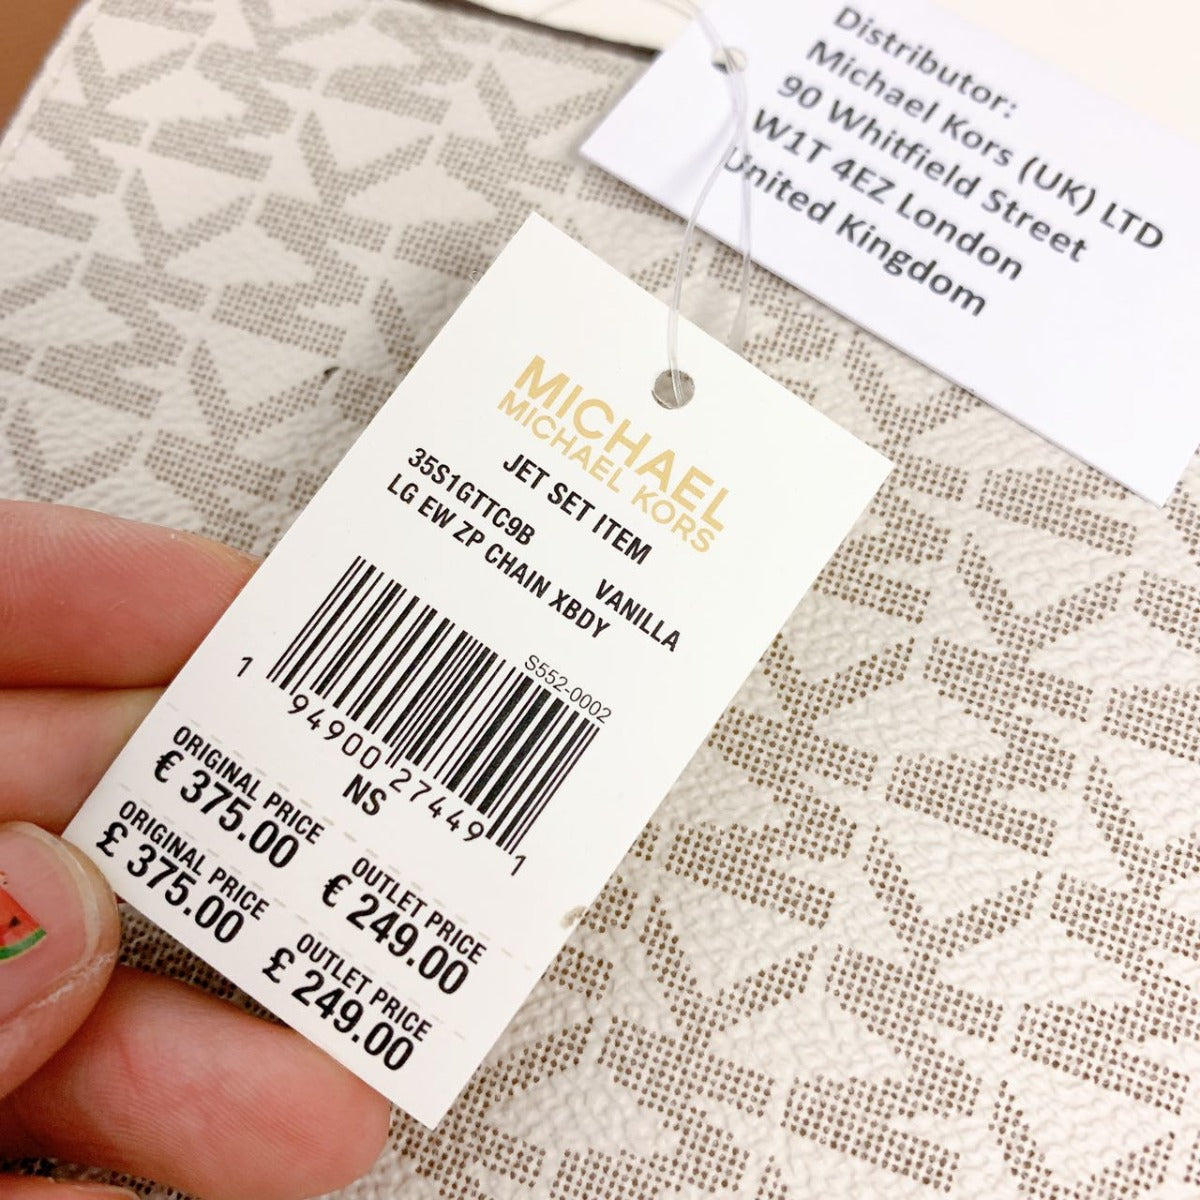 Distributor:
Michael Kors (UK) LTD
90 Whitfield Street
W1T 4EZ London
United Kingdom
MICHAEL
MICHAEL KORS
JET SET ITEM
35S1GTTC9B VANILLA
LG EW ZP CHAIN XBDY
S552-0002
1 94900 27449 1
NS
ORIGINAL PRICE OUTLET PRICE
€ 375.00 € 249.00
ORIGINAL PRICE OUTLET PRICE
£ 375.00 £ 249.00